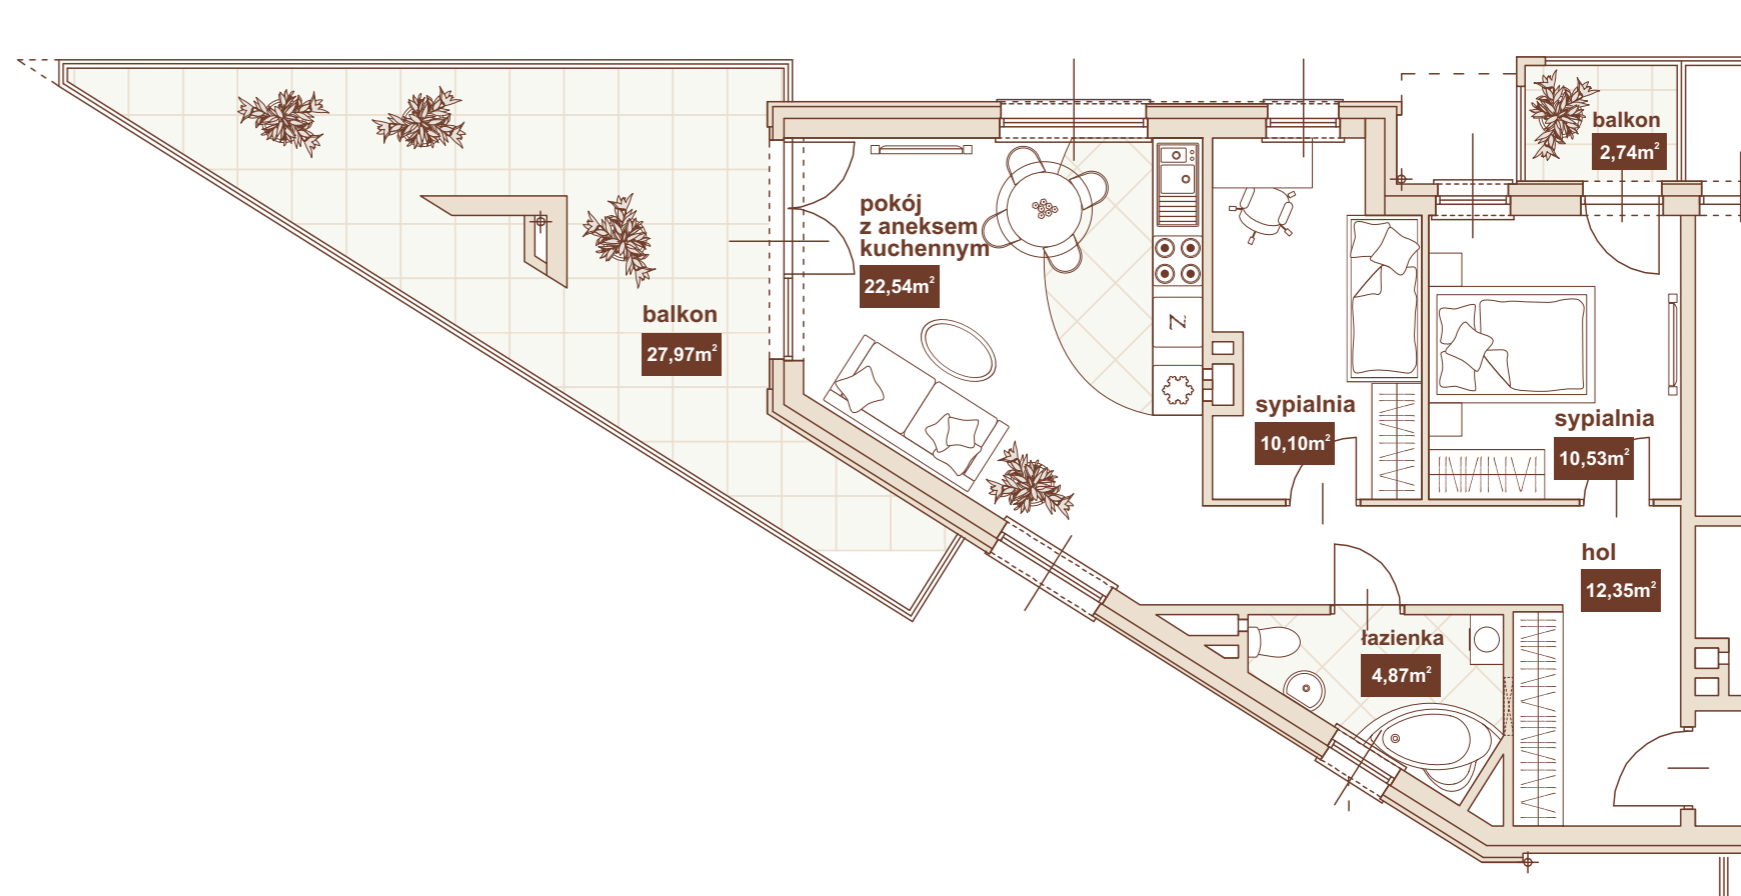 balkon
2,74m²
pokój
z aneksem
kuchennym
22,54m²
balkon
27,97m²
Z
sypialnia
10,10m²
sypialnia
10,53m²
hol
12,35m²
łazienka
4,87m²